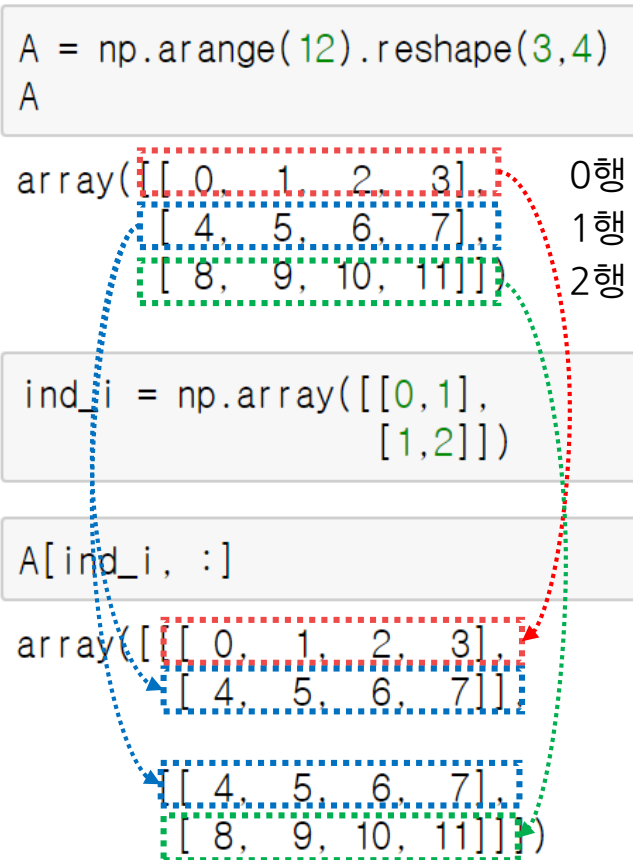 A = np.arange(12).reshape(3,4)
A
array([[ 0, 1, 2, 3], 0행
[ 4, 5, 6, 7], 1행
[ 8, 9, 10, 11]]) 2행
ind_i = np.array([[0,1],
[1,2]])
A[ind_i, :]
array([[[ 0, 1, 2, 3],
[ 4, 5, 6, 7]],
[[ 4, 5, 6, 7],
[ 8, 9, 10, 11]]])